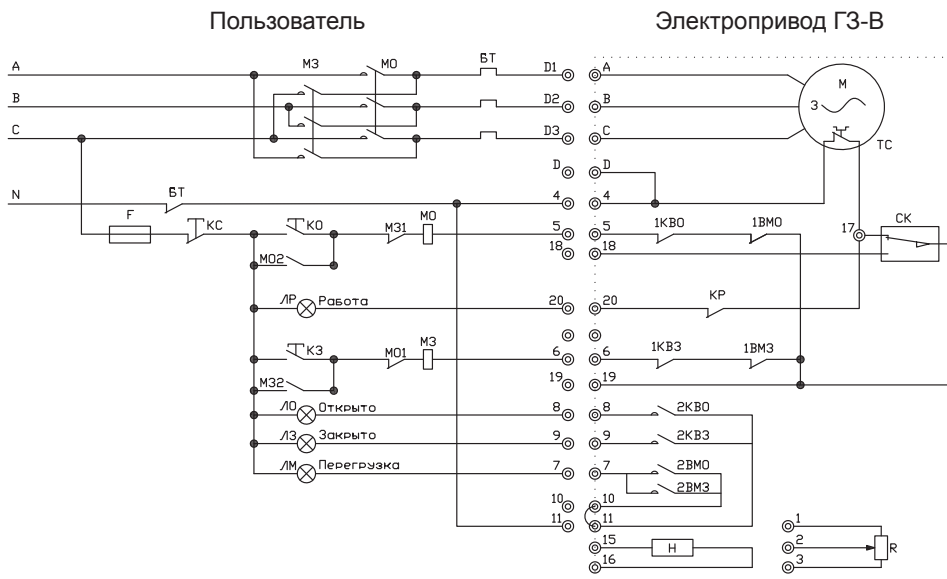 Пользователь
Электропривод ГЗ-В
A МЗ МО БТ D1 A
B D2 B
C D3 C
М
3
ТС
D D
N БТ 4 4
F КС КО МЗ1 МО 5 5 1КВО 1ВМО 17 СК
МО2 18 18
ЛР Работа 20 20 КР
КЗ МО1 МЗ 6 6 1КВЗ 1ВМЗ
МЗ2 19 19
ЛО Открыто 8 8 2КВО
ЛЗ Закрыто 9 9 2КВЗ
ЛМ Перегрузка 7 7 2ВМО
2ВМЗ
10 10
11 11
15 Н
16
1
2 R
3